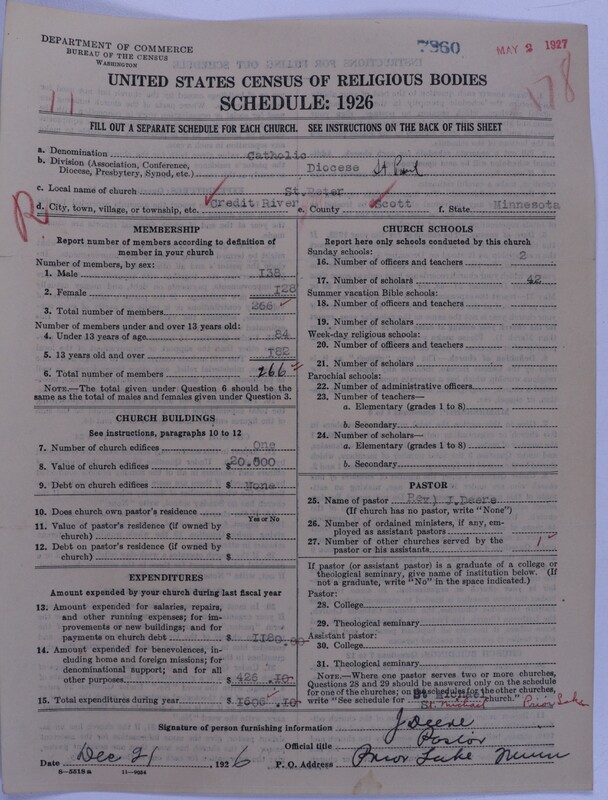 DEPARTMENT OF COMMERCE
BUREAU OF THE CENSUS
WASHINGTON
7960
MAY 2 1927
178
11
UNITED STATES CENSUS OF RELIGIOUS BODIES
SCHEDULE: 1926
FILL OUT A SEPARATE SCHEDULE FOR EACH CHURCH. SEE INSTRUCTIONS ON THE BACK OF THIS SHEET
a. Denomination Catholic
b. Division (Association, Conference, Diocese, Presbytery, Synod, etc.) Diocese St Paul
c. Local name of church St. Peter
R
d. City, town, village, or township, etc. Credit River e. County Scott f. State Minnesota
MEMBERSHIP
Report number of members according to definition of
member in your church
Number of members, by sex:
1. Male 138
2. Female 128
3. Total number of members 266
Number of members under and over 13 years old:
4. Under 13 years of age 84
5. 13 years old and over 182
6. Total number of members 266
NOTE.—The total given under Question 6 should be
same as the total of males and females given under Question 3.
CHURCH BUILDINGS
See instructions, paragraphs 10 to 12
7. Number of church edifices One
8. Value of church edifices $20.000
9. Debt on church edifices $ None
10. Does church own pastor's residence
Yes or No
11. Value of pastor's residence (if owned by
church) $
12. Debt on pastor's residence (if owned by
church) $
EXPENDITURES
Amount expended by your church during last fiscal year
13. Amount expended for salaries, repairs,
and other running expenses; for im-
provements or new buildings; and for
payments on church debt $ 1180.00
14. Amount expended for benevolences, in-
cluding home and foreign missions; for
denominational support; and for all
other purposes $ 426.10
15. Total expenditures during year $ 1606.10
CHURCH SCHOOLS
Report here only schools conducted by this church
Sunday schools:
16. Number of officers and teachers 2
17. Number of scholars 42
Summer vacation Bible schools:
18. Number of officers and teachers
19. Number of scholars
Week-day religious schools:
20. Number of officers and teachers
21. Number of scholars
Parochial schools:
22. Number of administrative officers
23. Number of teachers—
a. Elementary (grades 1 to 8)
b. Secondary
24. Number of scholars—
a. Elementary (grades 1 to 8)
b. Secondary
PASTOR
25. Name of pastor Rev) J.Deere
(If church has no pastor, write "None")
26. Number of ordained ministers, if any, em-
ployed as assistant pastors
27. Number of other churches served by the
pastor or his assistants 1
If pastor (or assistant pastor) is a graduate of a college or
theological seminary, give name of institution below. (If
not a graduate, write "No" in the space indicated.)
Pastor:
28. College
29. Theological seminary
Assistant pastor:
30. College
31. Theological seminary
NOTE.—Where one pastor serves two or more churches,
Questions 28 and 29 should be answered only on the schedule
for one of the churches; on the schedules for the other churches,
write "See schedule for St. Michael church." Prior Lake
Signature of person furnishing information J Deere
Official title Pastor
Date Dec 21 1926 P. O. Address Prior Lake Minn
8—5518a 11—9654